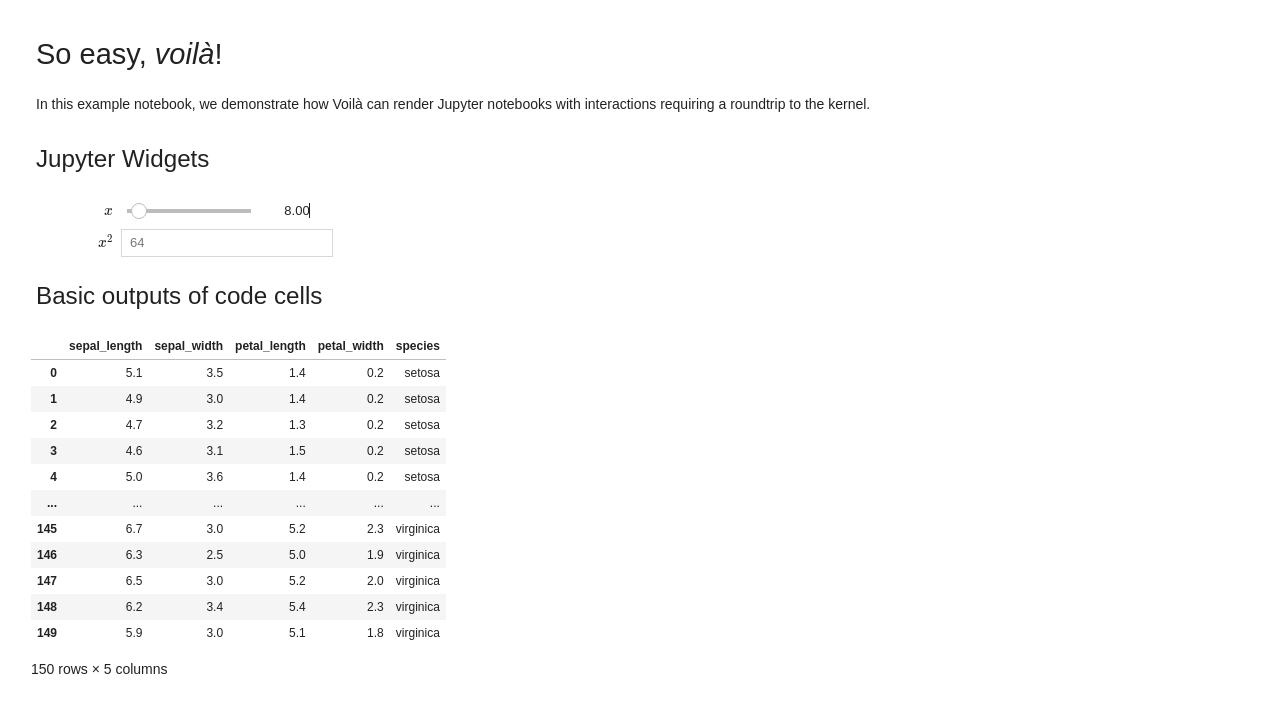 So easy, voilà!
In this example notebook, we demonstrate how Voilà can render Jupyter notebooks with interactions requiring a roundtrip to the kernel.
Jupyter Widgets
x 8.00
x² 64
Basic outputs of code cells
sepal_length sepal_width petal_length petal_width species
0 5.1 3.5 1.4 0.2 setosa
1 4.9 3.0 1.4 0.2 setosa
2 4.7 3.2 1.3 0.2 setosa
3 4.6 3.1 1.5 0.2 setosa
4 5.0 3.6 1.4 0.2 setosa
... ... ... ... ... ...
145 6.7 3.0 5.2 2.3 virginica
146 6.3 2.5 5.0 1.9 virginica
147 6.5 3.0 5.2 2.0 virginica
148 6.2 3.4 5.4 2.3 virginica
149 5.9 3.0 5.1 1.8 virginica
150 rows × 5 columns